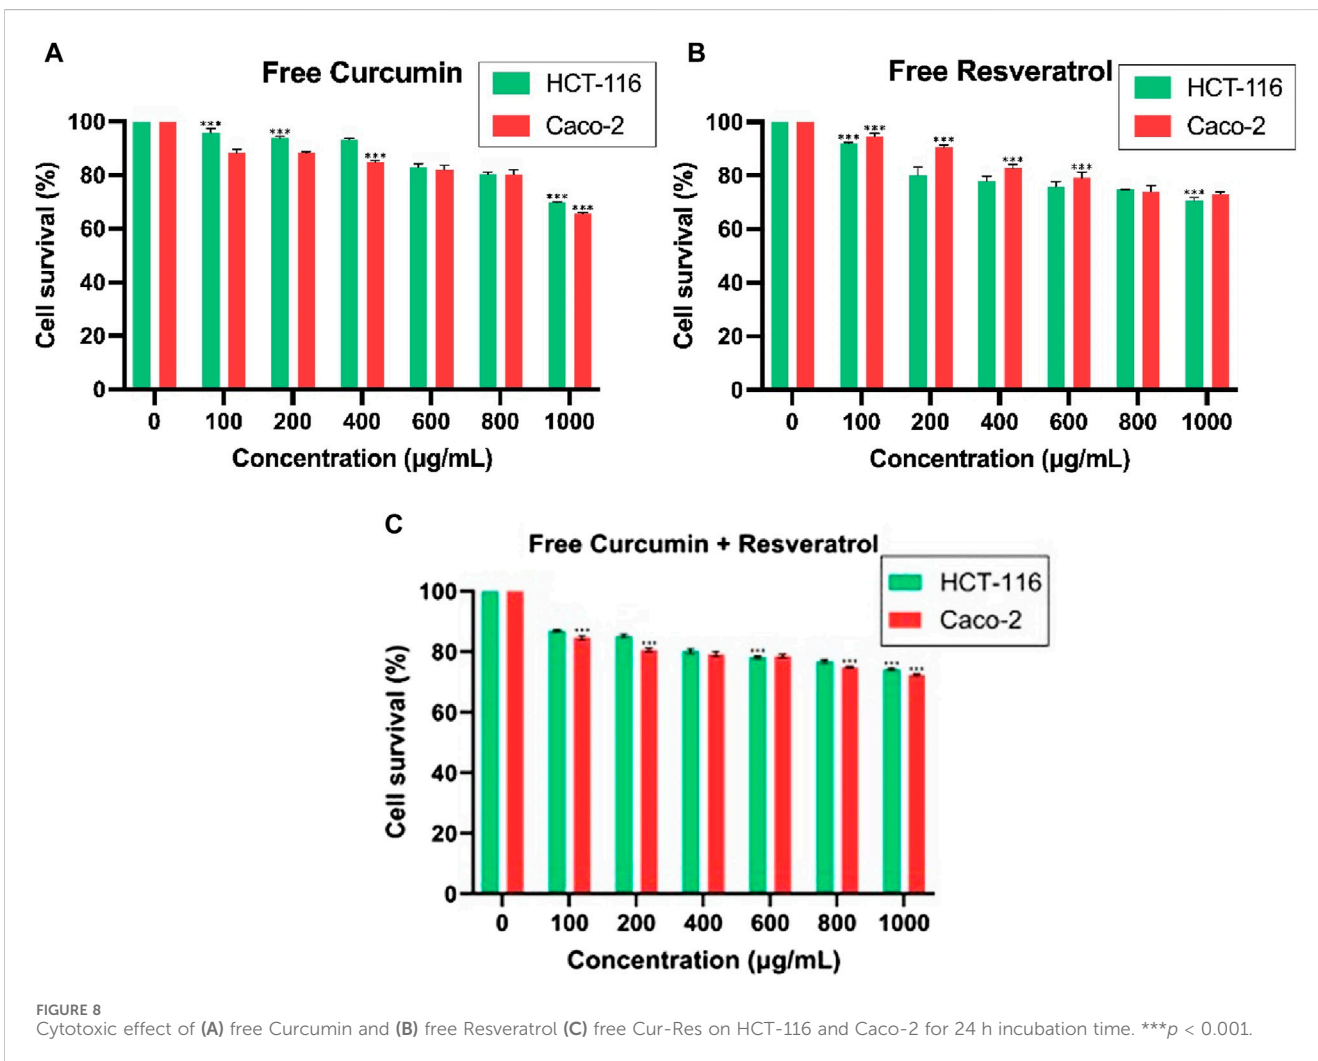 A
Free Curcumin
HCT-116
Caco-2
Cell survival (%)
100
80
60
40
20
0
*** *** *** *** ***
0 100 200 400 600 800 1000
Concentration (µg/mL)
B
Free Resveratrol
HCT-116
Caco-2
Cell survival (%)
100
80
60
40
20
0
*** *** *** *** *** ***
0 100 200 400 600 800 1000
Concentration (µg/mL)
C
Free Curcumin + Resveratrol
HCT-116
Caco-2
Cell survival (%)
100
80
60
40
20
0
*** *** *** *** *** ***
0 100 200 400 600 800 1000
Concentration (µg/mL)
FIGURE 8
Cytotoxic effect of (A) free Curcumin and (B) free Resveratrol (C) free Cur-Res on HCT-116 and Caco-2 for 24 h incubation time. ***p < 0.001.